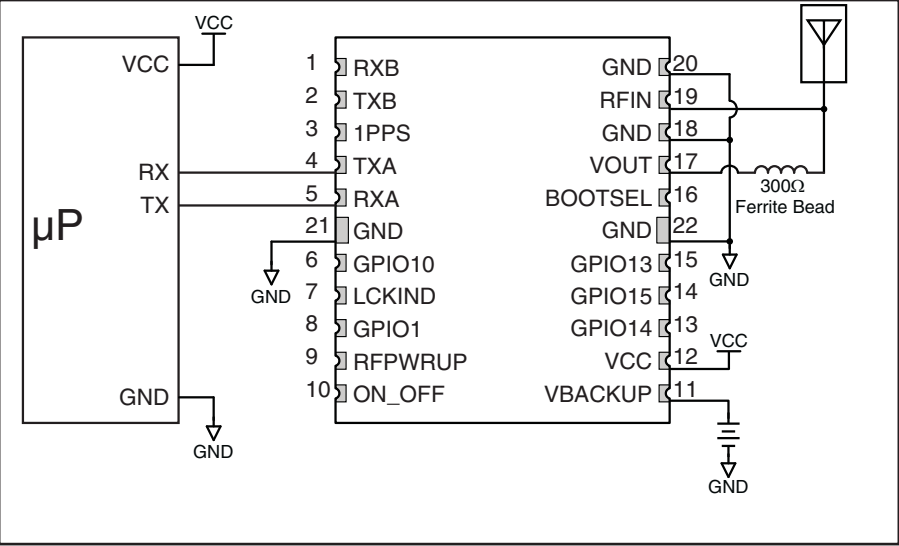 VCC
VCC
RX
TX
µP
GND
GND
1 RXB
2 TXB
3 1PPS
4 TXA
5 RXA
21 GND
GND
6 GPIO10
7 LCKIND
8 GPIO1
9 RFPWRUP
10 ON_OFF
GND 20
RFIN 19
GND 18
VOUT 17
300Ω
Ferrite Bead
BOOTSEL 16
GND 22
GND
GPIO13 15
GPIO15 14
GPIO14 13
VCC
VCC 12
VBACKUP 11
GND